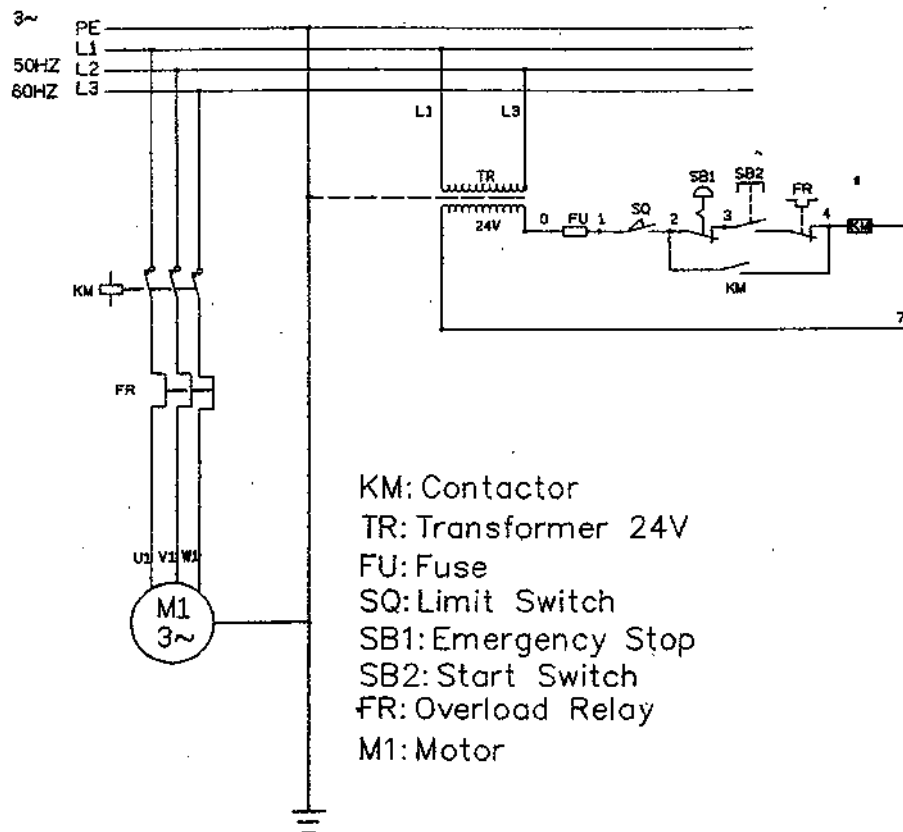 3~
PE
L1
50HZ L2
60HZ L3
L1 L3
TR
24V
SB1 SB2 FR
0 FU 1 SQ 2 3 4 KM
KM
KM
7
FR
U1 V1 W1
M1
3~
KM: Contactor
TR: Transformer 24V
FU: Fuse
SQ: Limit Switch
SB1: Emergency Stop
SB2: Start Switch
FR: Overload Relay
M1: Motor